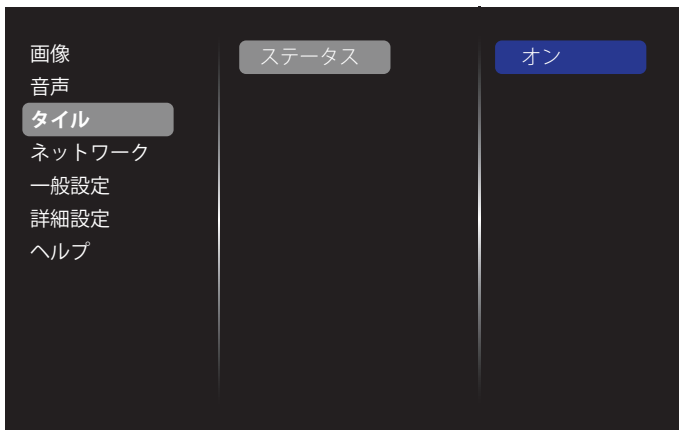 画像
音声
タイル
ネットワーク
一般設定
詳細設定
ヘルプ
ステータス
オン